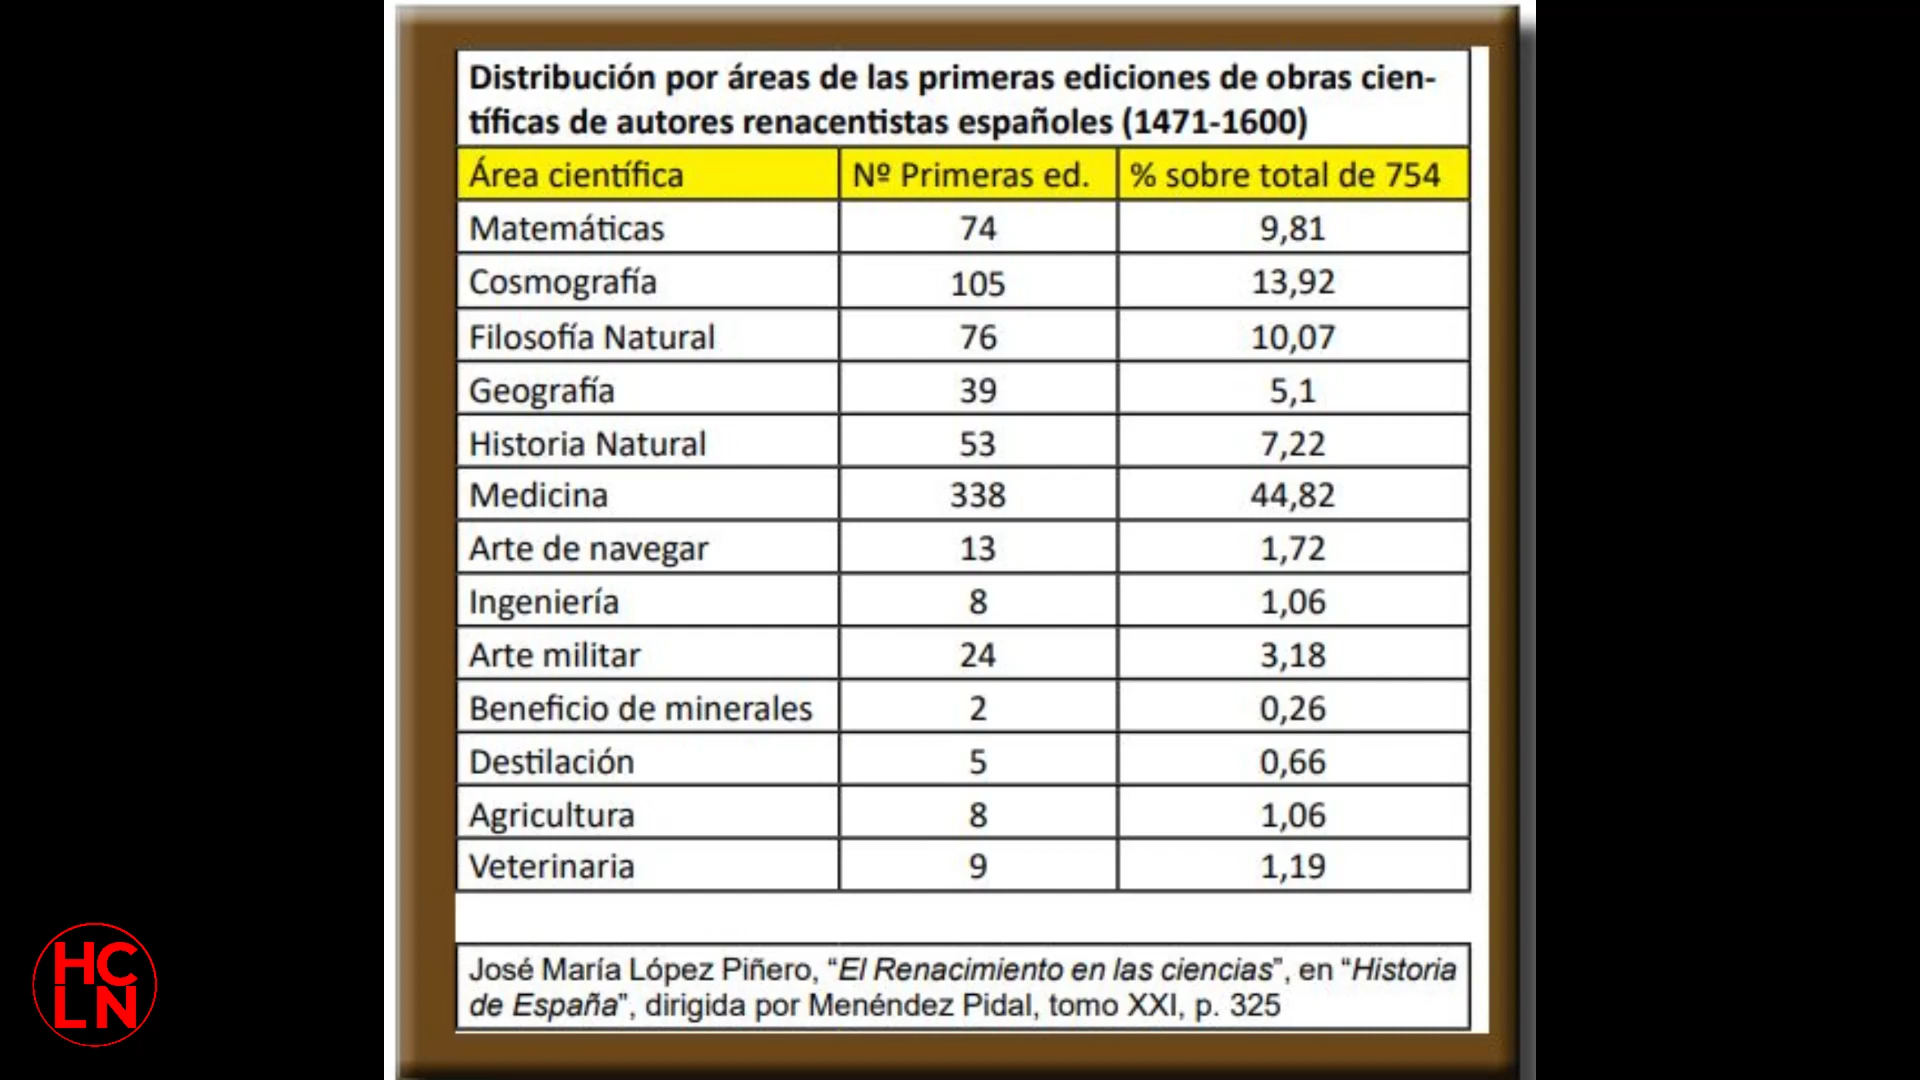 Distribución por áreas de las primeras ediciones de obras cien-
tíficas de autores renacentistas españoles (1471-1600)
Área científica Nº Primeras ed. % sobre total de 754
Matemáticas 74 9,81
Cosmografía 105 13,92
Filosofía Natural 76 10,07
Geografía 39 5,1
Historia Natural 53 7,22
Medicina 338 44,82
Arte de navegar 13 1,72
Ingeniería 8 1,06
Arte militar 24 3,18
Beneficio de minerales 2 0,26
Destilación 5 0,66
Agricultura 8 1,06
Veterinaria 9 1,19
José María López Piñero, “El Renacimiento en las ciencias”, en “Historia
de España”, dirigida por Menéndez Pidal, tomo XXI, p. 325
HC
LN